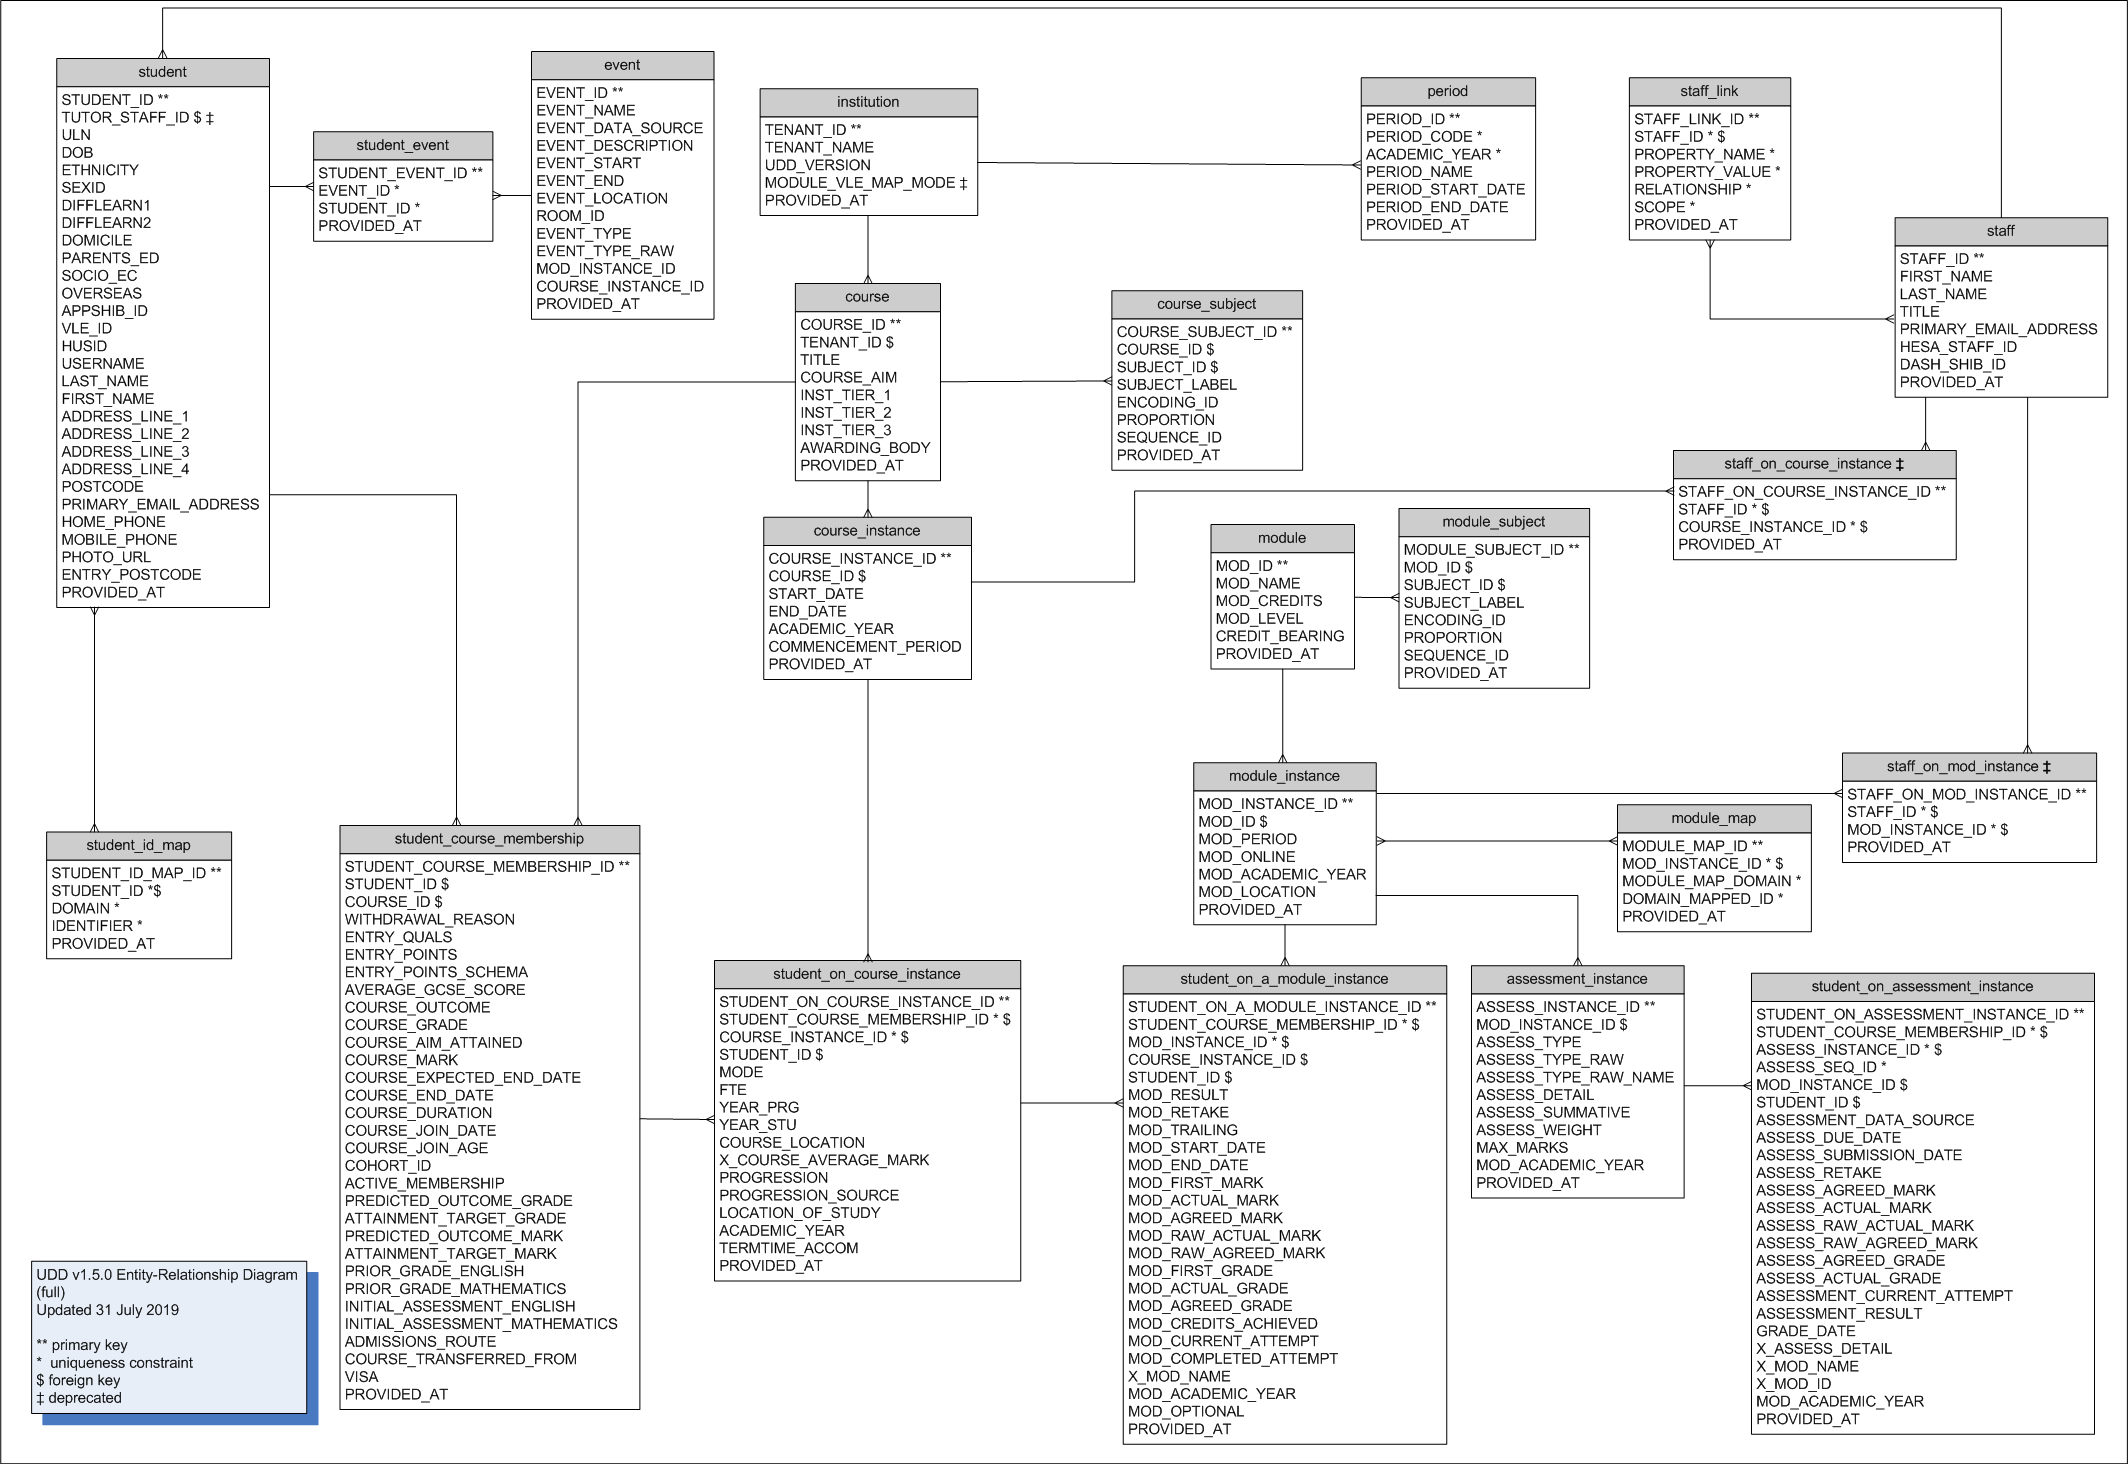 student
STUDENT_ID **
TUTOR_STAFF_ID $ ‡
ULN
DOB
ETHNICITY
SEXID
DIFFLEARN1
DIFFLEARN2
DOMICILE
PARENTS_ED
SOCIO_EC
OVERSEAS
APPSHIB_ID
VLE_ID
HUSID
USERNAME
LAST_NAME
FIRST_NAME
ADDRESS_LINE_1
ADDRESS_LINE_2
ADDRESS_LINE_3
ADDRESS_LINE_4
POSTCODE
PRIMARY_EMAIL_ADDRESS
HOME_PHONE
MOBILE_PHONE
PHOTO_URL
ENTRY_POSTCODE
PROVIDED_AT
student_event
STUDENT_EVENT_ID **
EVENT_ID *
STUDENT_ID *
PROVIDED_AT
event
EVENT_ID **
EVENT_NAME
EVENT_DATA_SOURCE
EVENT_DESCRIPTION
EVENT_START
EVENT_END
EVENT_LOCATION
ROOM_ID
EVENT_TYPE
EVENT_TYPE_RAW
MOD_INSTANCE_ID
COURSE_INSTANCE_ID
PROVIDED_AT
institution
TENANT_ID **
TENANT_NAME
UDD_VERSION
MODULE_VLE_MAP_MODE ‡
PROVIDED_AT
period
PERIOD_ID **
PERIOD_CODE *
ACADEMIC_YEAR *
PERIOD_NAME
PERIOD_START_DATE
PERIOD_END_DATE
PROVIDED_AT
staff_link
STAFF_LINK_ID **
STAFF_ID * $
PROPERTY_NAME *
PROPERTY_VALUE *
RELATIONSHIP *
SCOPE *
PROVIDED_AT
staff
STAFF_ID **
FIRST_NAME
LAST_NAME
TITLE
PRIMARY_EMAIL_ADDRESS
HESA_STAFF_ID
DASH_SHIB_ID
PROVIDED_AT
course
COURSE_ID **
TENANT_ID $
TITLE
COURSE_AIM
INST_TIER_1
INST_TIER_2
INST_TIER_3
AWARDING_BODY
PROVIDED_AT
course_subject
COURSE_SUBJECT_ID **
COURSE_ID $
SUBJECT_ID $
SUBJECT_LABEL
ENCODING_ID
PROPORTION
SEQUENCE_ID
PROVIDED_AT
staff_on_course_instance ‡
STAFF_ON_COURSE_INSTANCE_ID **
STAFF_ID * $
COURSE_INSTANCE_ID * $
PROVIDED_AT
course_instance
COURSE_INSTANCE_ID **
COURSE_ID $
START_DATE
END_DATE
ACADEMIC_YEAR
COMMENCEMENT_PERIOD
PROVIDED_AT
module
MOD_ID **
MOD_NAME
MOD_CREDITS
MOD_LEVEL
CREDIT_BEARING
PROVIDED_AT
module_subject
MODULE_SUBJECT_ID **
MOD_ID $
SUBJECT_ID $
SUBJECT_LABEL
ENCODING_ID
PROPORTION
SEQUENCE_ID
PROVIDED_AT
module_instance
MOD_INSTANCE_ID **
MOD_ID $
MOD_PERIOD
MOD_ONLINE
MOD_ACADEMIC_YEAR
MOD_LOCATION
PROVIDED_AT
module_map
MODULE_MAP_ID **
MOD_INSTANCE_ID * $
MODULE_MAP_DOMAIN *
DOMAIN_MAPPED_ID *
PROVIDED_AT
staff_on_mod_instance ‡
STAFF_ON_MOD_INSTANCE_ID **
STAFF_ID * $
MOD_INSTANCE_ID * $
PROVIDED_AT
student_id_map
STUDENT_ID_MAP_ID **
STUDENT_ID *$
DOMAIN *
IDENTIFIER *
PROVIDED_AT
student_course_membership
STUDENT_COURSE_MEMBERSHIP_ID **
STUDENT_ID $
COURSE_ID $
WITHDRAWAL_REASON
ENTRY_QUALS
ENTRY_POINTS
ENTRY_POINTS_SCHEMA
AVERAGE_GCSE_SCORE
COURSE_OUTCOME
COURSE_GRADE
COURSE_AIM_ATTAINED
COURSE_MARK
COURSE_EXPECTED_END_DATE
COURSE_END_DATE
COURSE_DURATION
COURSE_JOIN_DATE
COURSE_JOIN_AGE
COHORT_ID
ACTIVE_MEMBERSHIP
PREDICTED_OUTCOME_GRADE
ATTAINMENT_TARGET_GRADE
PREDICTED_OUTCOME_MARK
ATTAINMENT_TARGET_MARK
PRIOR_GRADE_ENGLISH
PRIOR_GRADE_MATHEMATICS
INITIAL_ASSESSMENT_ENGLISH
INITIAL_ASSESSMENT_MATHEMATICS
ADMISSIONS_ROUTE
COURSE_TRANSFERRED_FROM
VISA
PROVIDED_AT
student_on_course_instance
STUDENT_ON_COURSE_INSTANCE_ID **
STUDENT_COURSE_MEMBERSHIP_ID * $
COURSE_INSTANCE_ID * $
STUDENT_ID $
MODE
FTE
YEAR_PRG
YEAR_STU
COURSE_LOCATION
X_COURSE_AVERAGE_MARK
PROGRESSION
PROGRESSION_SOURCE
LOCATION_OF_STUDY
ACADEMIC_YEAR
TERMTIME_ACCOM
PROVIDED_AT
student_on_a_module_instance
STUDENT_ON_A_MODULE_INSTANCE_ID **
STUDENT_COURSE_MEMBERSHIP_ID * $
MOD_INSTANCE_ID * $
COURSE_INSTANCE_ID $
STUDENT_ID $
MOD_RESULT
MOD_RETAKE
MOD_TRAILING
MOD_START_DATE
MOD_END_DATE
MOD_FIRST_MARK
MOD_ACTUAL_MARK
MOD_AGREED_MARK
MOD_RAW_ACTUAL_MARK
MOD_RAW_AGREED_MARK
MOD_FIRST_GRADE
MOD_ACTUAL_GRADE
MOD_AGREED_GRADE
MOD_CREDITS_ACHIEVED
MOD_CURRENT_ATTEMPT
MOD_COMPLETED_ATTEMPT
X_MOD_NAME
MOD_ACADEMIC_YEAR
MOD_OPTIONAL
PROVIDED_AT
assessment_instance
ASSESS_INSTANCE_ID **
MOD_INSTANCE_ID $
ASSESS_TYPE
ASSESS_TYPE_RAW
ASSESS_TYPE_RAW_NAME
ASSESS_DETAIL
ASSESS_SUMMATIVE
ASSESS_WEIGHT
MAX_MARKS
MOD_ACADEMIC_YEAR
PROVIDED_AT
student_on_assessment_instance
STUDENT_ON_ASSESSMENT_INSTANCE_ID **
STUDENT_COURSE_MEMBERSHIP_ID * $
ASSESS_INSTANCE_ID * $
ASSESS_SEQ_ID *
MOD_INSTANCE_ID $
STUDENT_ID $
ASSESSMENT_DATA_SOURCE
ASSESS_DUE_DATE
ASSESS_SUBMISSION_DATE
ASSESS_RETAKE
ASSESS_AGREED_MARK
ASSESS_ACTUAL_MARK
ASSESS_RAW_ACTUAL_MARK
ASSESS_RAW_AGREED_MARK
ASSESS_AGREED_GRADE
ASSESS_ACTUAL_GRADE
ASSESSMENT_CURRENT_ATTEMPT
ASSESSMENT_RESULT
GRADE_DATE
X_ASSESS_DETAIL
X_MOD_NAME
X_MOD_ID
MOD_ACADEMIC_YEAR
PROVIDED_AT
UDD v1.5.0 Entity-Relationship Diagram
(full)
Updated 31 July 2019
** primary key
* uniqueness constraint
$ foreign key
‡ deprecated